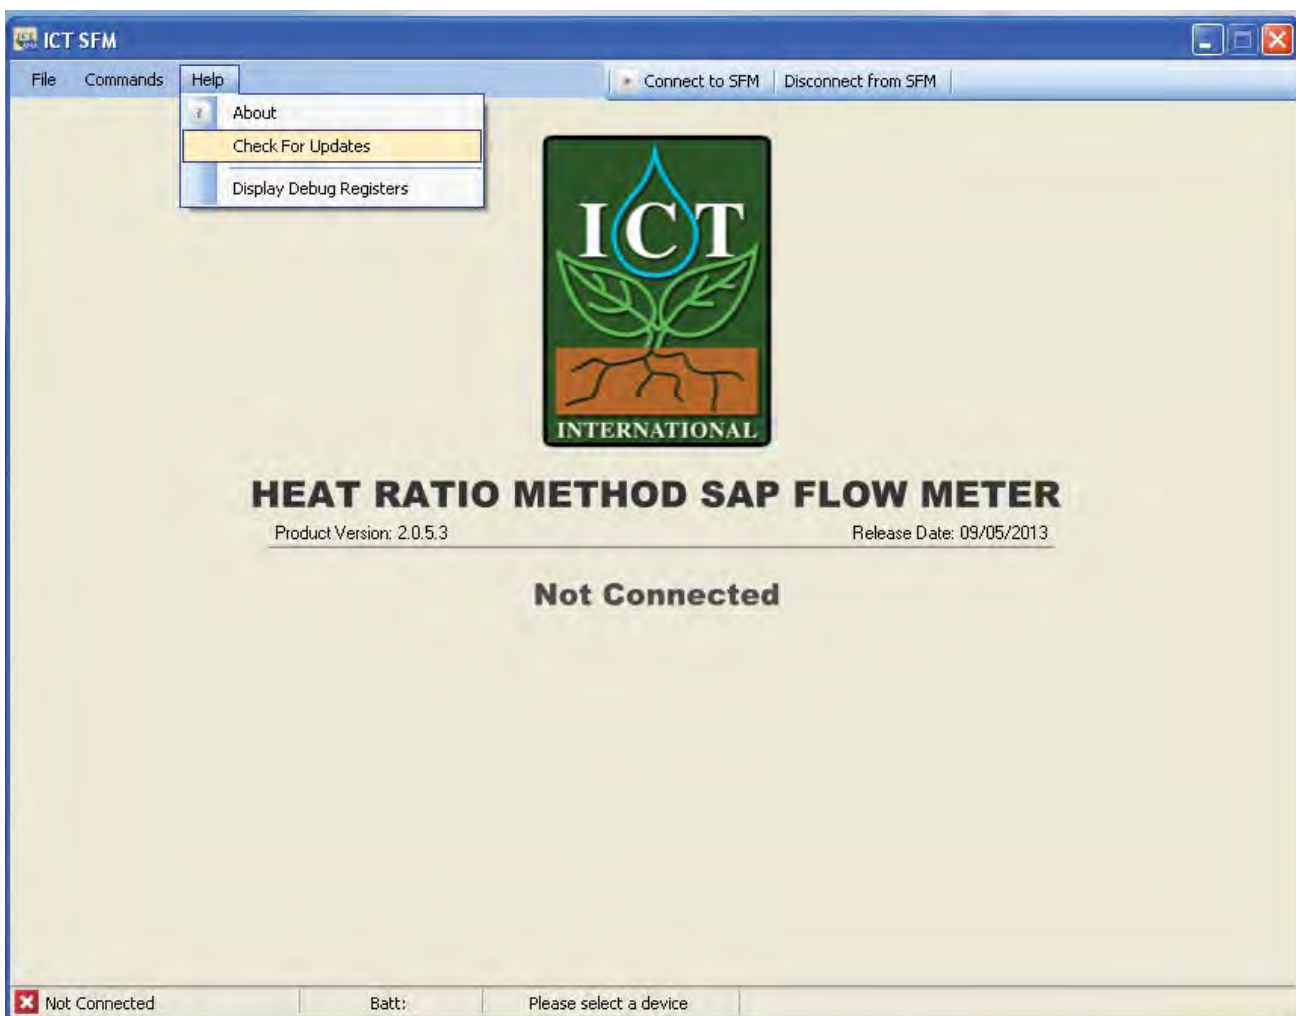 ICT SFM
File Commands Help Connect to SFM Disconnect from SFM
? About
Check For Updates
Display Debug Registers
ICT
INTERNATIONAL
HEAT RATIO METHOD SAP FLOW METER
Product Version: 2.0.5.3 Release Date: 09/05/2013
Not Connected
Not Connected Batt: Please select a device